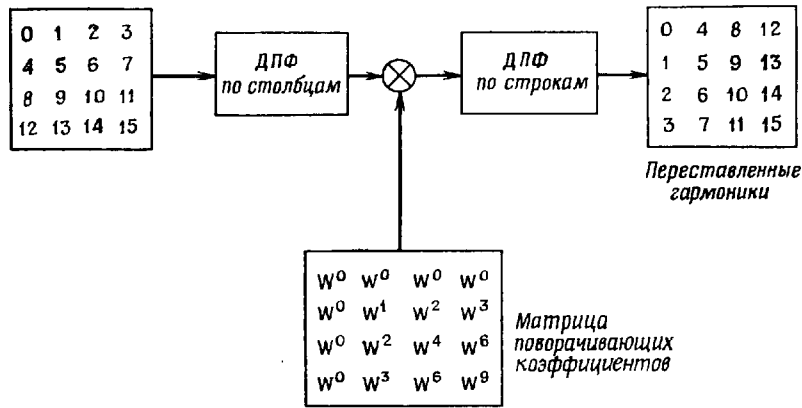 0 1 2 3
4 5 6 7
8 9 10 11
12 13 14 15
ДПФ
по столбцам
ДПФ
по строкам
0 4 8 12
1 5 9 13
2 6 10 14
3 7 11 15
Переставленные
гармоники
W⁰ W⁰ W⁰ W⁰
W⁰ W¹ W² W³
W⁰ W² W⁴ W⁶
W⁰ W³ W⁶ W⁹
Матрица
поворачивающих
коэффициентов